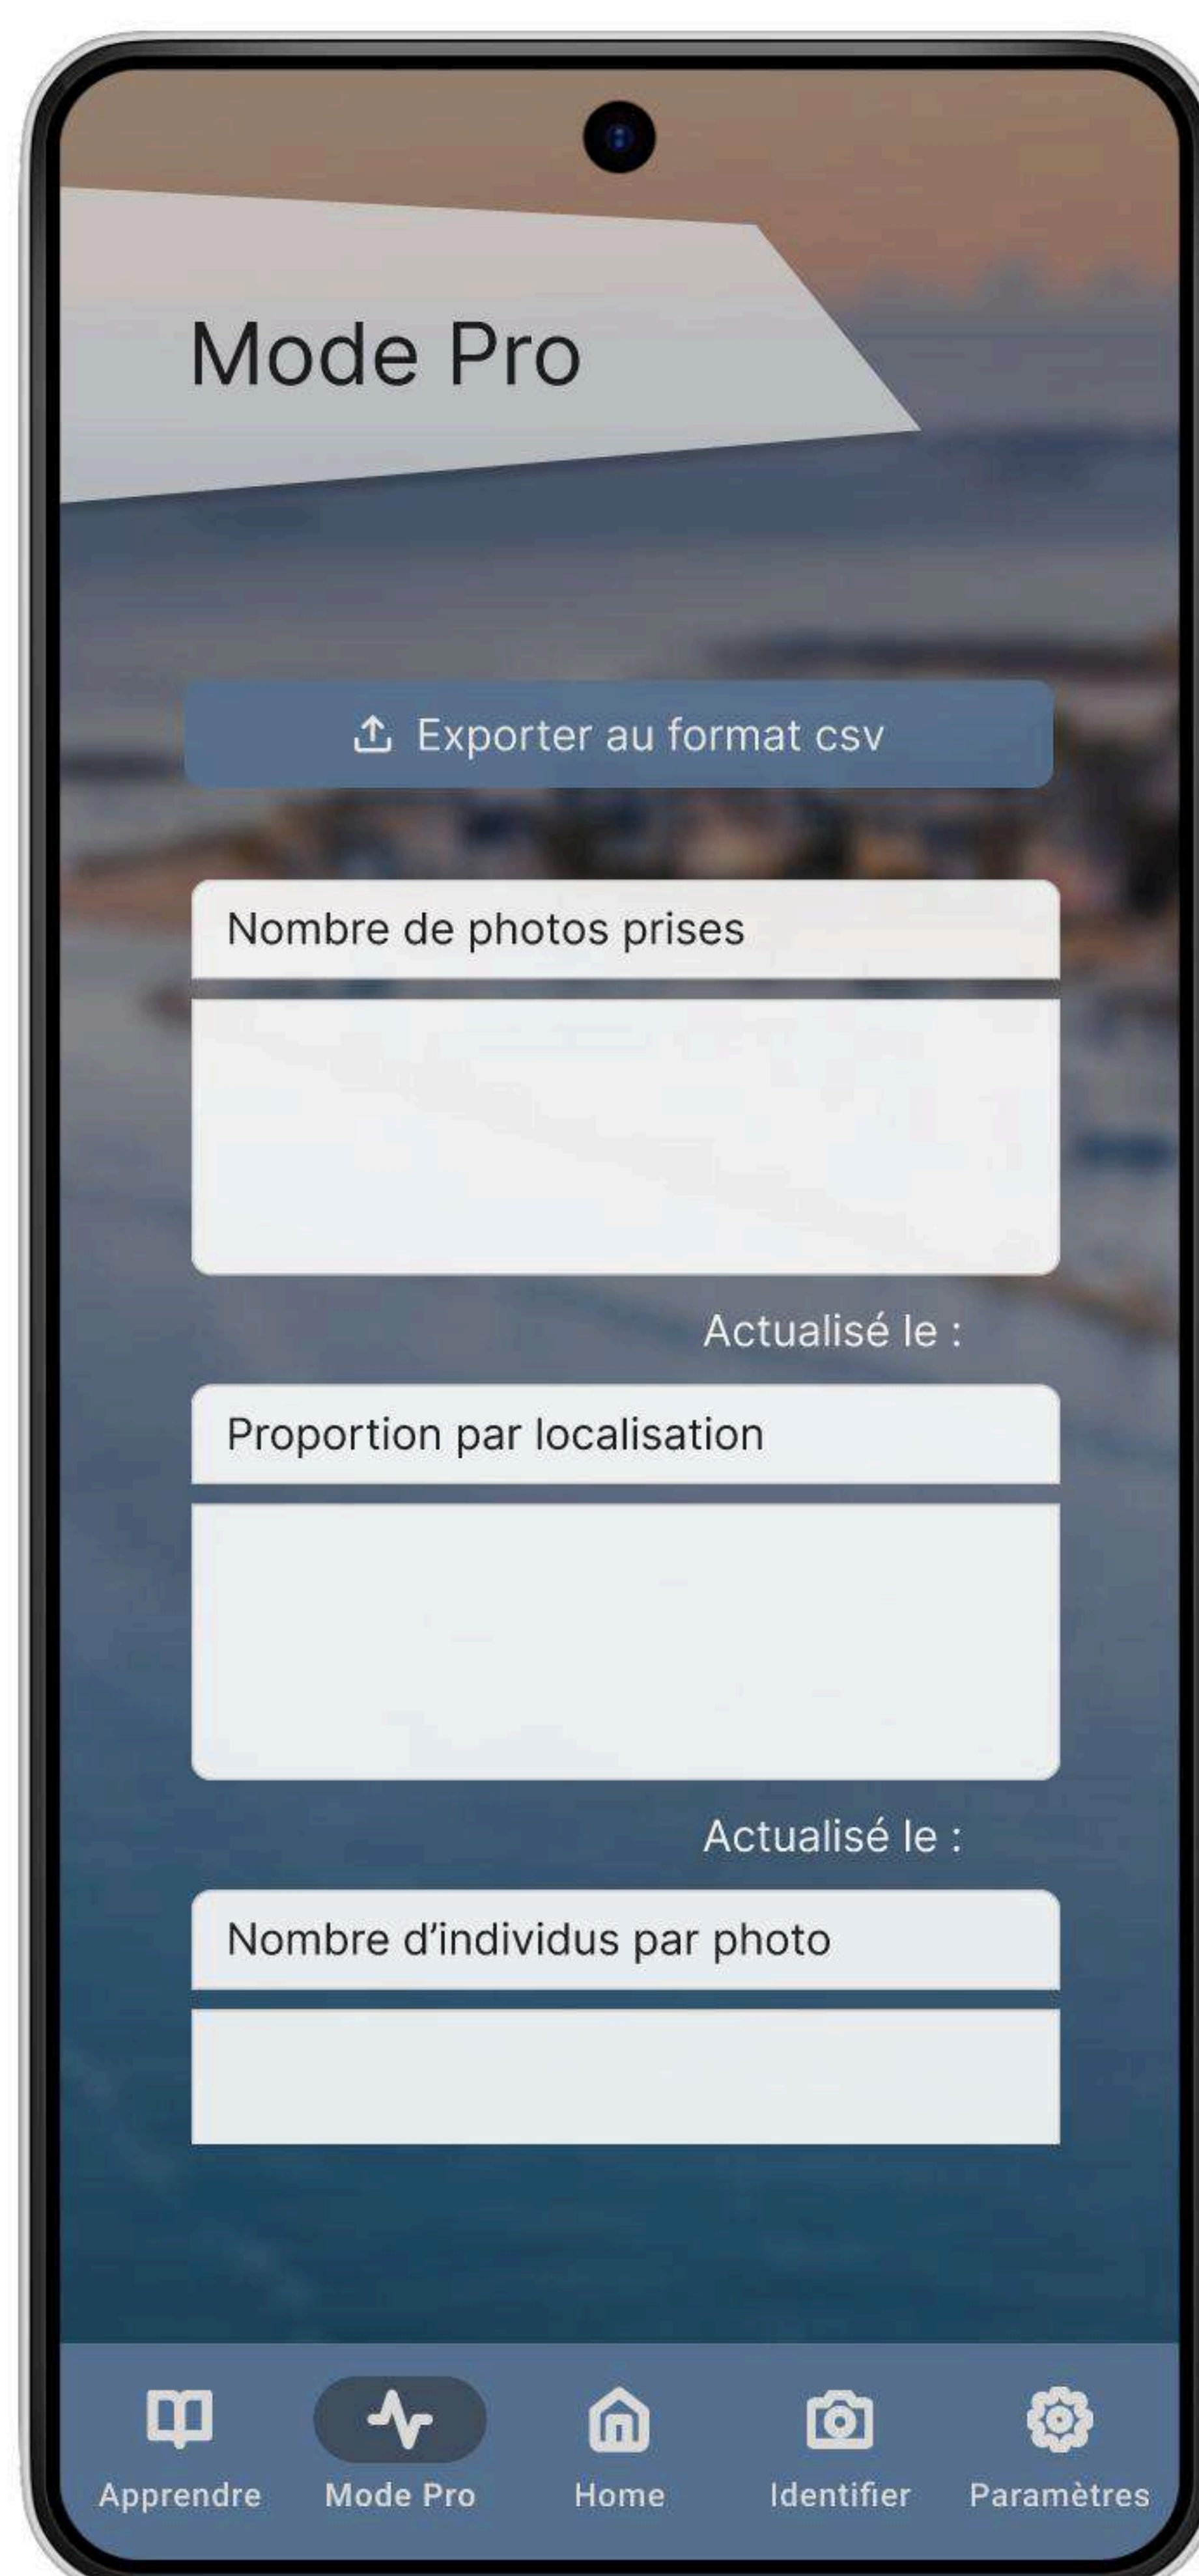 Mode Pro
Exporter au format csv
Nombre de photos prises
Actualisé le :
Proportion par localisation
Actualisé le :
Nombre d’individus par photo
Apprendre
Mode Pro
Home
Identifier
Paramètres